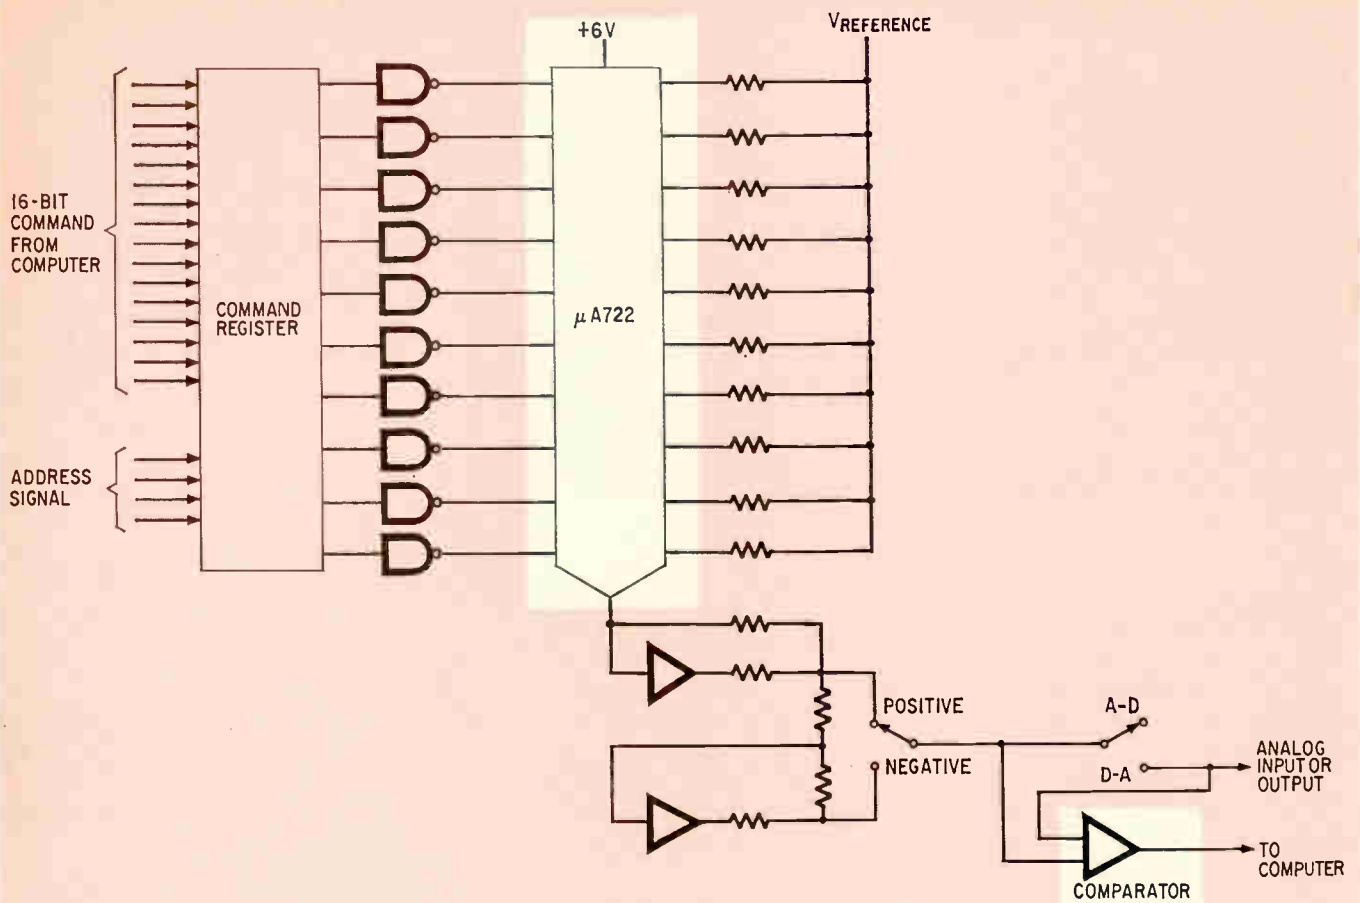 +6V
VREFERENCE
16-BIT
COMMAND
FROM
COMPUTER
COMMAND
REGISTER
μA722
ADDRESS
SIGNAL
POSITIVE
NEGATIVE
A-D
D-A
ANALOG
INPUT OR
OUTPUT
TO
COMPUTER
COMPARATOR